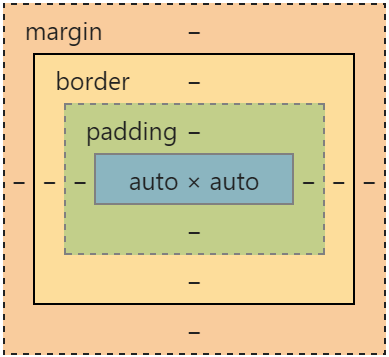 margin –
border –
padding –
– – – auto × auto – – –
–
–
–